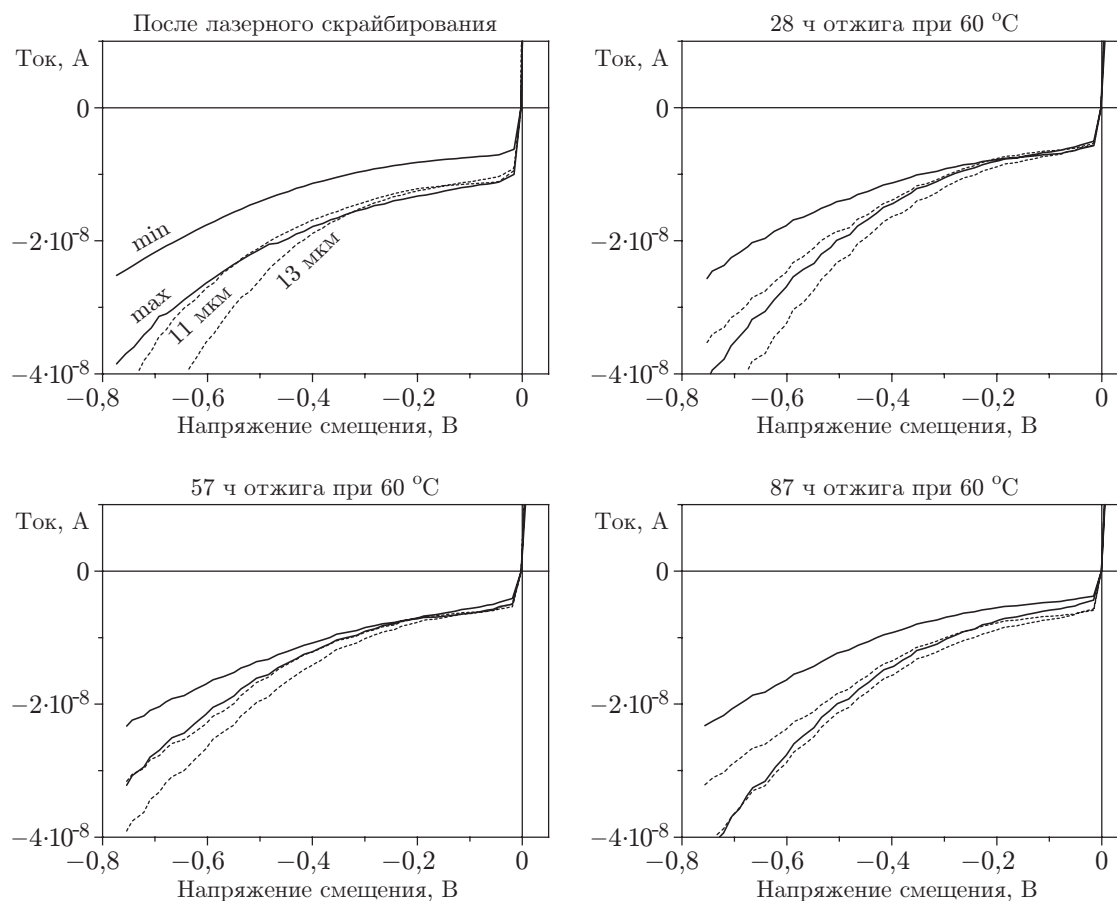 После лазерного скрайбирования
Ток, А
0
−2·10⁻⁸
−4·10⁻⁸
min
max
11 мкм
13 мкм
−0,8 −0,6 −0,4 −0,2 0
Напряжение смещения, В
28 ч отжига при 60 °C
Ток, А
0
−2·10⁻⁸
−4·10⁻⁸
−0,8 −0,6 −0,4 −0,2 0
Напряжение смещения, В
57 ч отжига при 60 °C
Ток, А
0
−2·10⁻⁸
−4·10⁻⁸
−0,8 −0,6 −0,4 −0,2 0
Напряжение смещения, В
87 ч отжига при 60 °C
Ток, А
0
−2·10⁻⁸
−4·10⁻⁸
−0,8 −0,6 −0,4 −0,2 0
Напряжение смещения, В